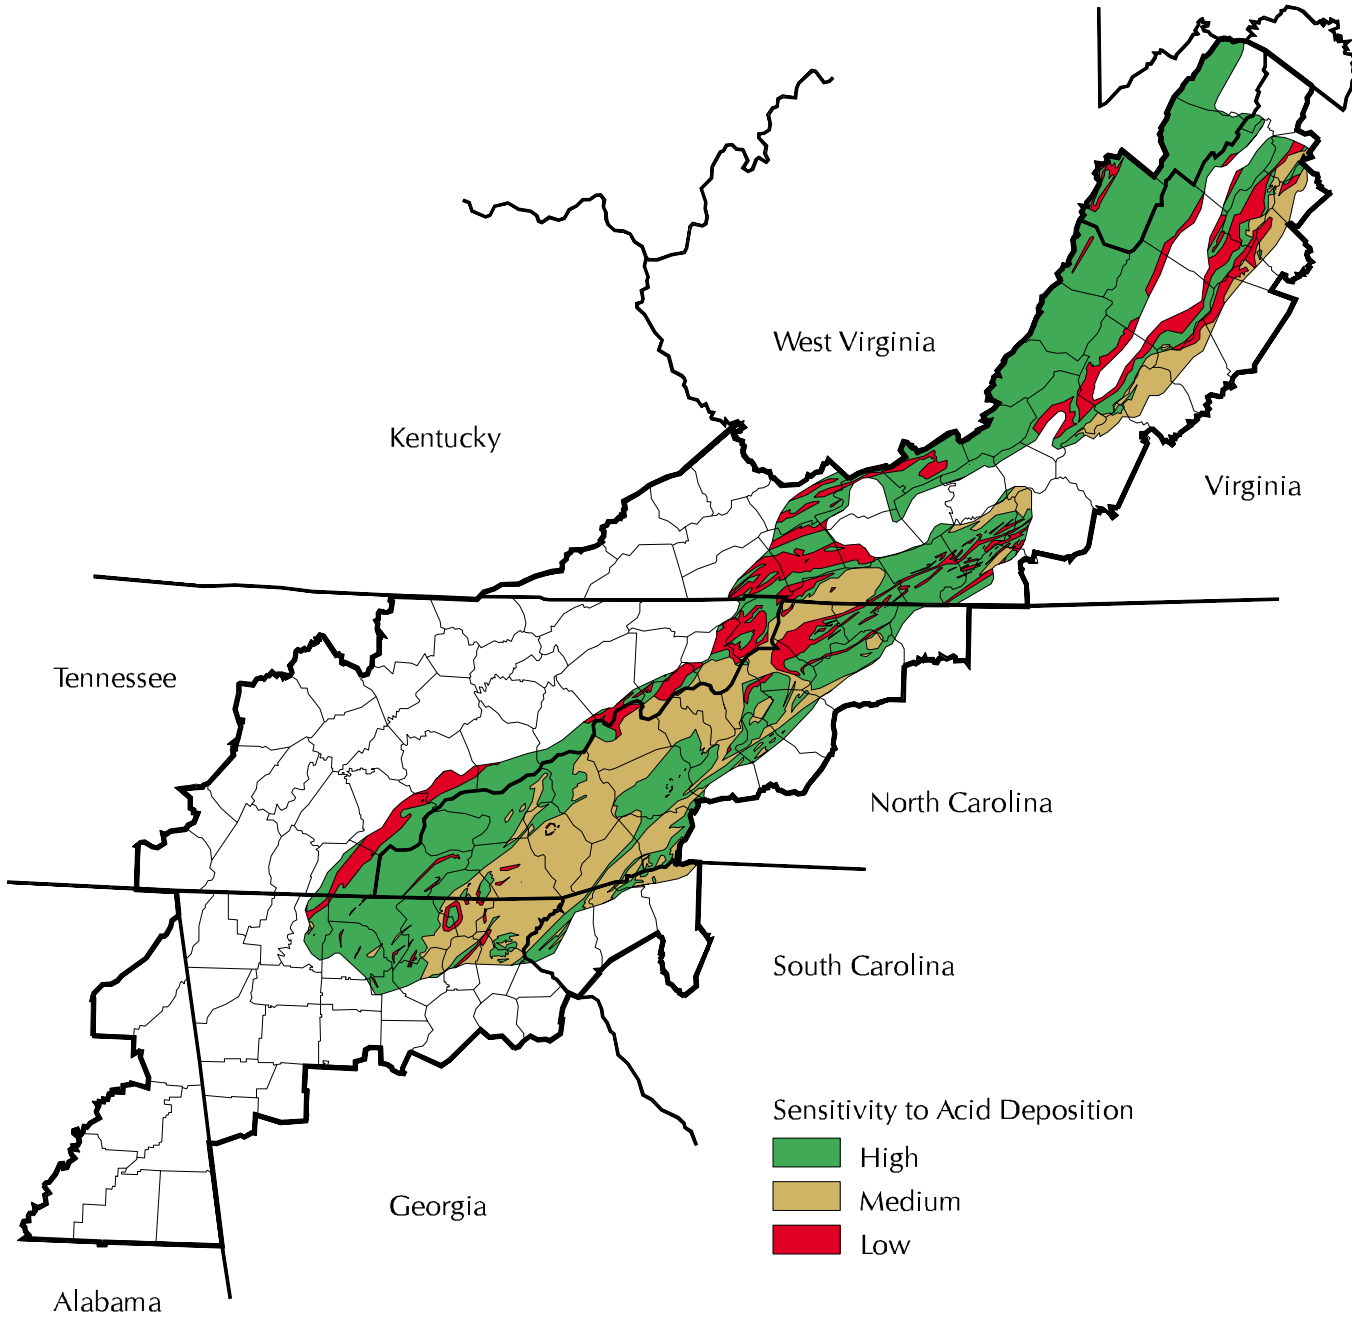 West Virginia
Kentucky
Virginia
Tennessee
North Carolina
South Carolina
Sensitivity to Acid Deposition
High
Medium
Low
Georgia
Alabama